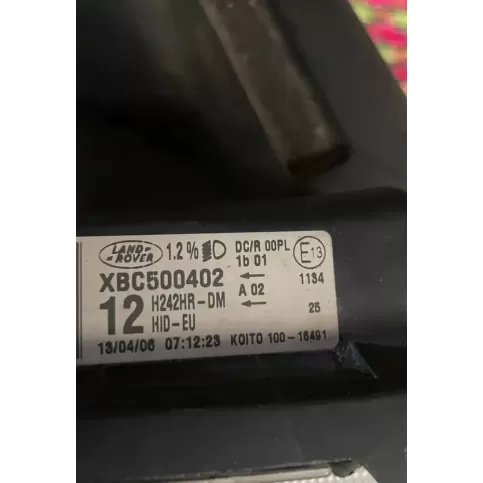 LAND-
ROVER
1.2% DC/R 00PL E13
1b 01 ←
XBC500402 1134
12 H242HR-DM A 02 ←
HID-EU 25
13/04/06 07:12:23 KOITO 100-16491